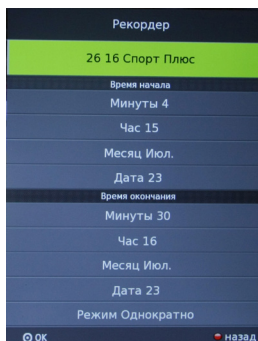 Рекордер
26 16 Спорт Плюс
Время начала
Минуты 4
Час 15
Месяц Июл.
Дата 23
Время окончания
Минуты 30
Час 16
Месяц Июл.
Дата 23
Режим Однократно
OK назад